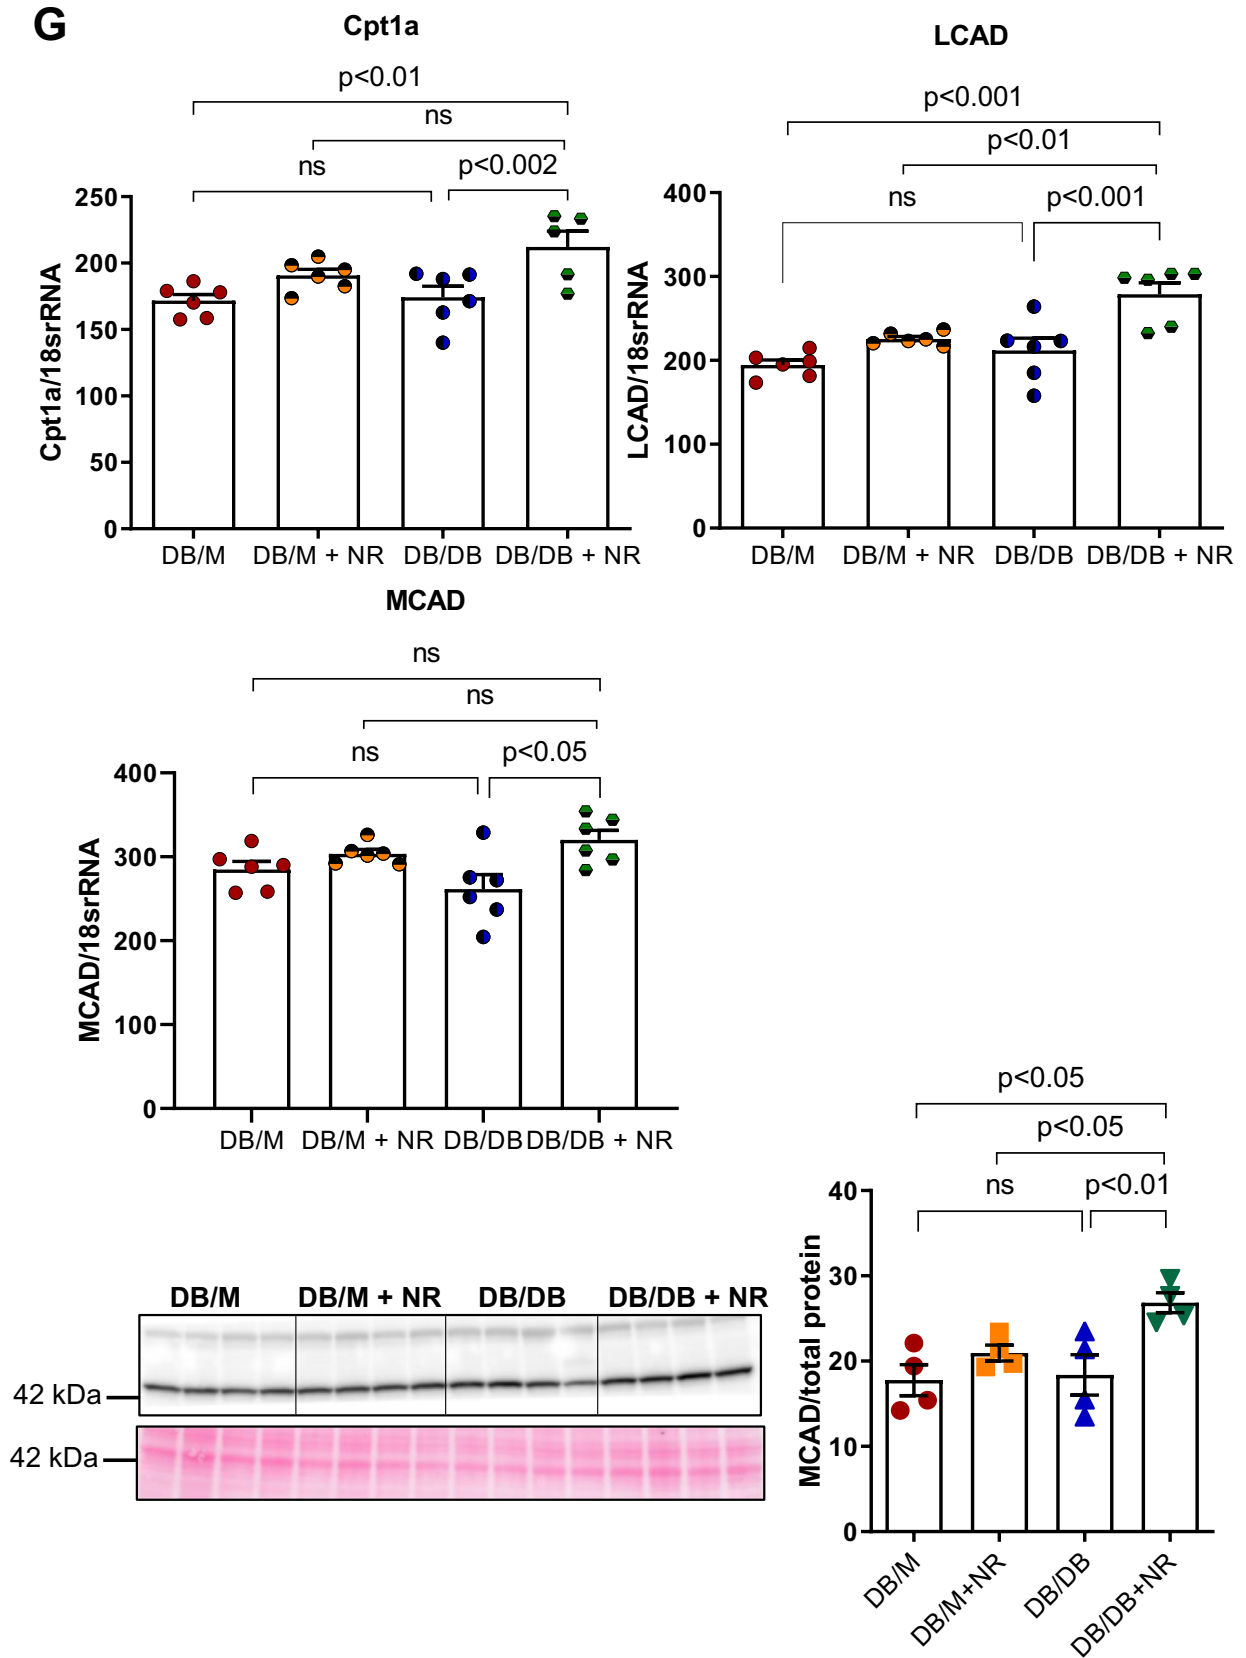 G
Cpt1a
p<0.01
ns
ns
p<0.002
Cpt1a/18srRNA
250
200
150
100
50
0
DB/M
DB/M + NR
DB/DB
DB/DB + NR
LCAD
p<0.001
p<0.01
ns
p<0.001
LCAD/18srRNA
400
300
200
100
0
DB/M
DB/M + NR
DB/DB
DB/DB + NR
MCAD
ns
ns
ns
p<0.05
MCAD/18srRNA
400
300
200
100
0
DB/M
DB/M + NR
DB/DB
DB/DB + NR
DB/M
DB/M + NR
DB/DB
DB/DB + NR
42 kDa
42 kDa
p<0.05
p<0.05
ns
p<0.01
MCAD/total protein
40
30
20
10
0
DB/M
DB/M+NR
DB/DB
DB/DB+NR